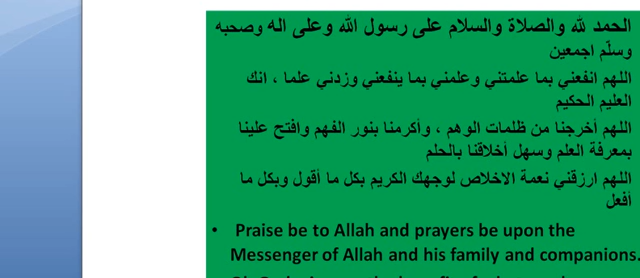 الحمد لله والصلاة والسلام على رسول الله وعلى اله وصحبه
وسلّم اجمعين
اللهم انفعني بما علمتني وعلمني بما ينفعني وزدني علما ، انك
العليم الحكيم
اللهم أخرجنا من ظلمات الوهم ، وأكرمنا بنور الفهم وافتح علينا
بمعرفة العلم وسهل أخلاقنا بالحلم
اللهم ارزقني نعمة الاخلاص لوجهك الكريم بكل ما أقول وبكل ما
أفعل
• Praise be to Allah and prayers be upon the
Messenger of Allah and his family and companions